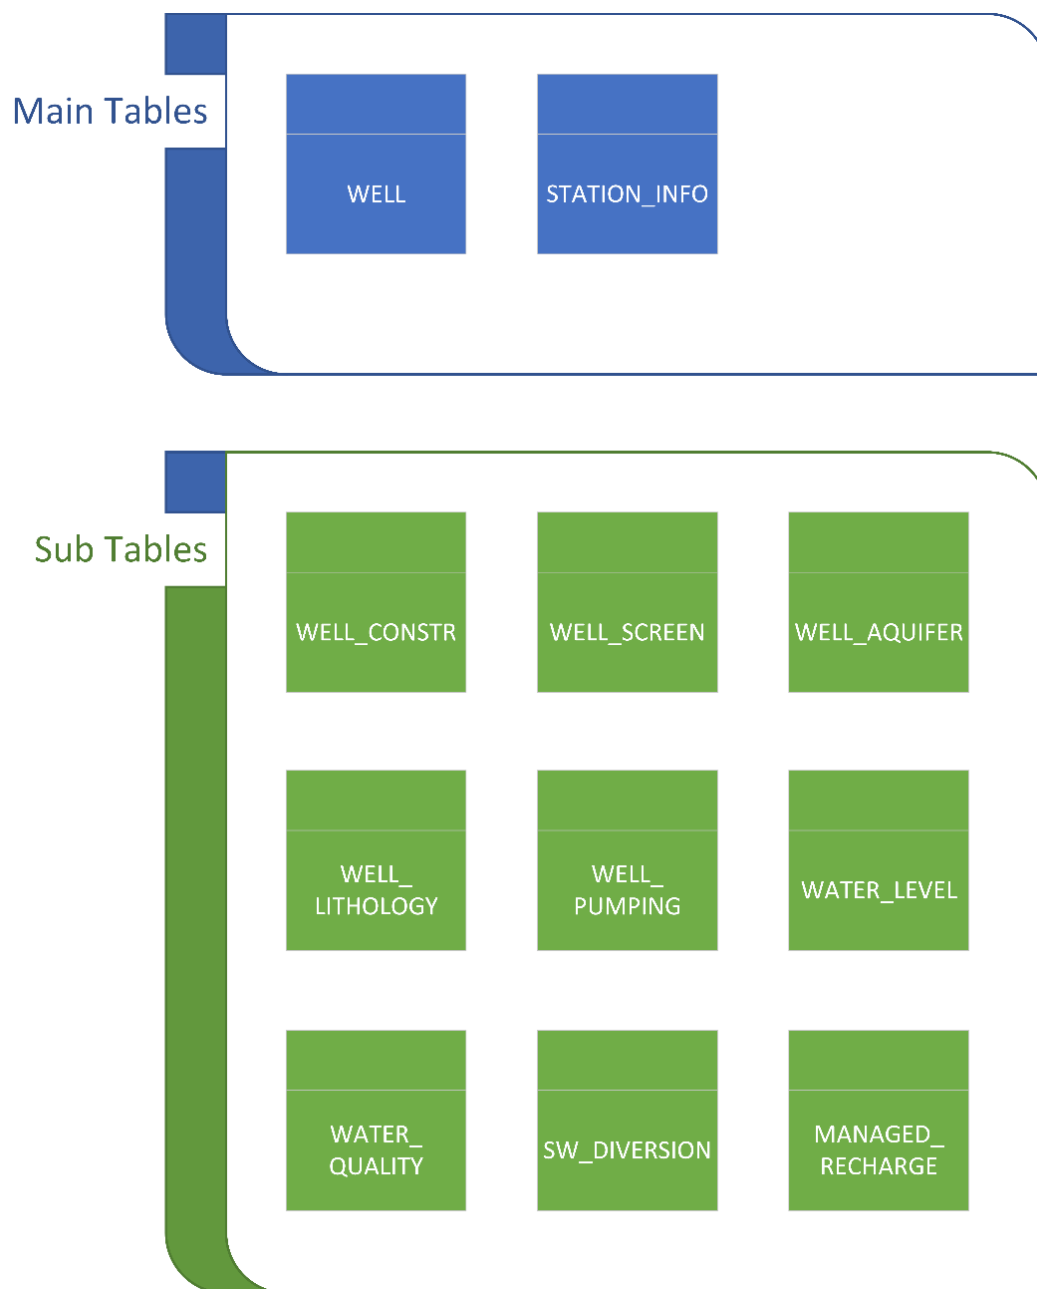 Main Tables
WELL
STATION_INFO
Sub Tables
WELL_CONSTR
WELL_SCREEN
WELL_AQUIFER
WELL_
LITHOLOGY
WELL_
PUMPING
WATER_LEVEL
WATER_
QUALITY
SW_DIVERSION
MANAGED_
RECHARGE